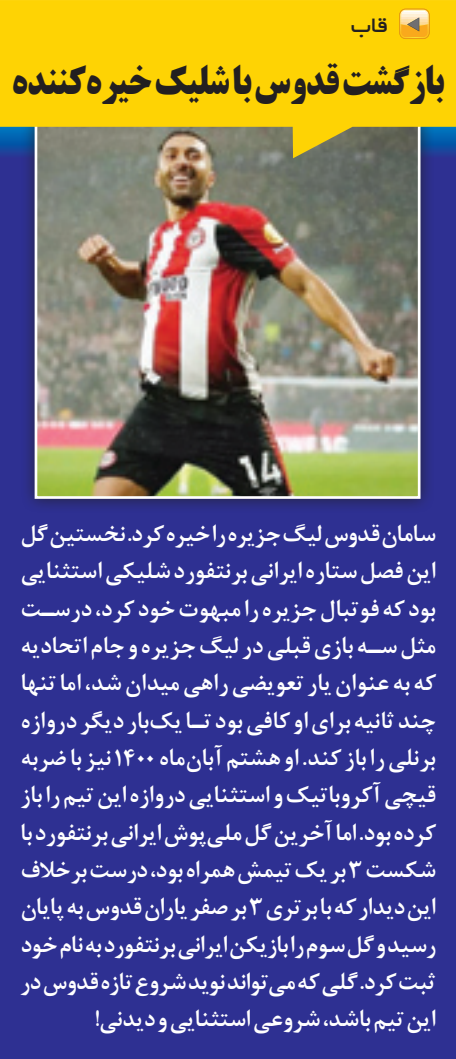 قاب
بازگشت قدوس با شلیک خیره‌کننده
14
سامان قدوس لیگ جزیره را خیره کرد. نخستین گل
این فصل ستاره ایرانی برنتفورد شلیکی استثنایی
بود که فوتبال جزیره را مبهوت خود کرد، درست
مثل سه بازی قبلی در لیگ جزیره و جام اتحادیه
که به عنوان یار تعویضی راهی میدان شد، اما تنها
چند ثانیه برای او کافی بود تا یک‌بار دیگر دروازه
برنلی را باز کند. او هشتم آبان‌ماه ۱۴۰۰ نیز با ضربه
قیچی آکروباتیک و استثنایی دروازه این تیم را باز
کرده بود. اما آخرین گل ملی‌پوش ایرانی برنتفورد با
شکست ۳ بر یک تیمش همراه بود، درست برخلاف
این دیدار که با برتری ۳ بر صفر یاران قدوس به پایان
رسید و گل سوم را بازیکن ایرانی برنتفورد به نام خود
ثبت کرد. گلی که می‌تواند نوید شروع تازه قدوس در
این تیم باشد، شروعی استثنایی و دیدنی!